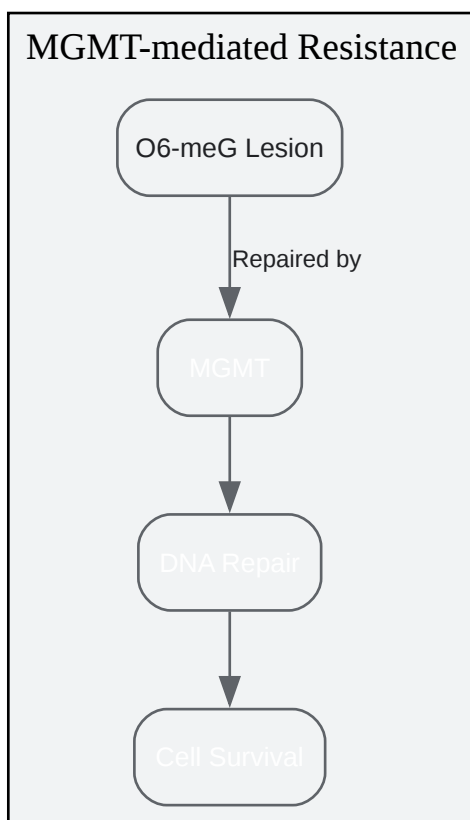 MGMT-mediated Resistance
O6-meG Lesion
Repaired by
MGMT
DNA Repair
Cell Survival